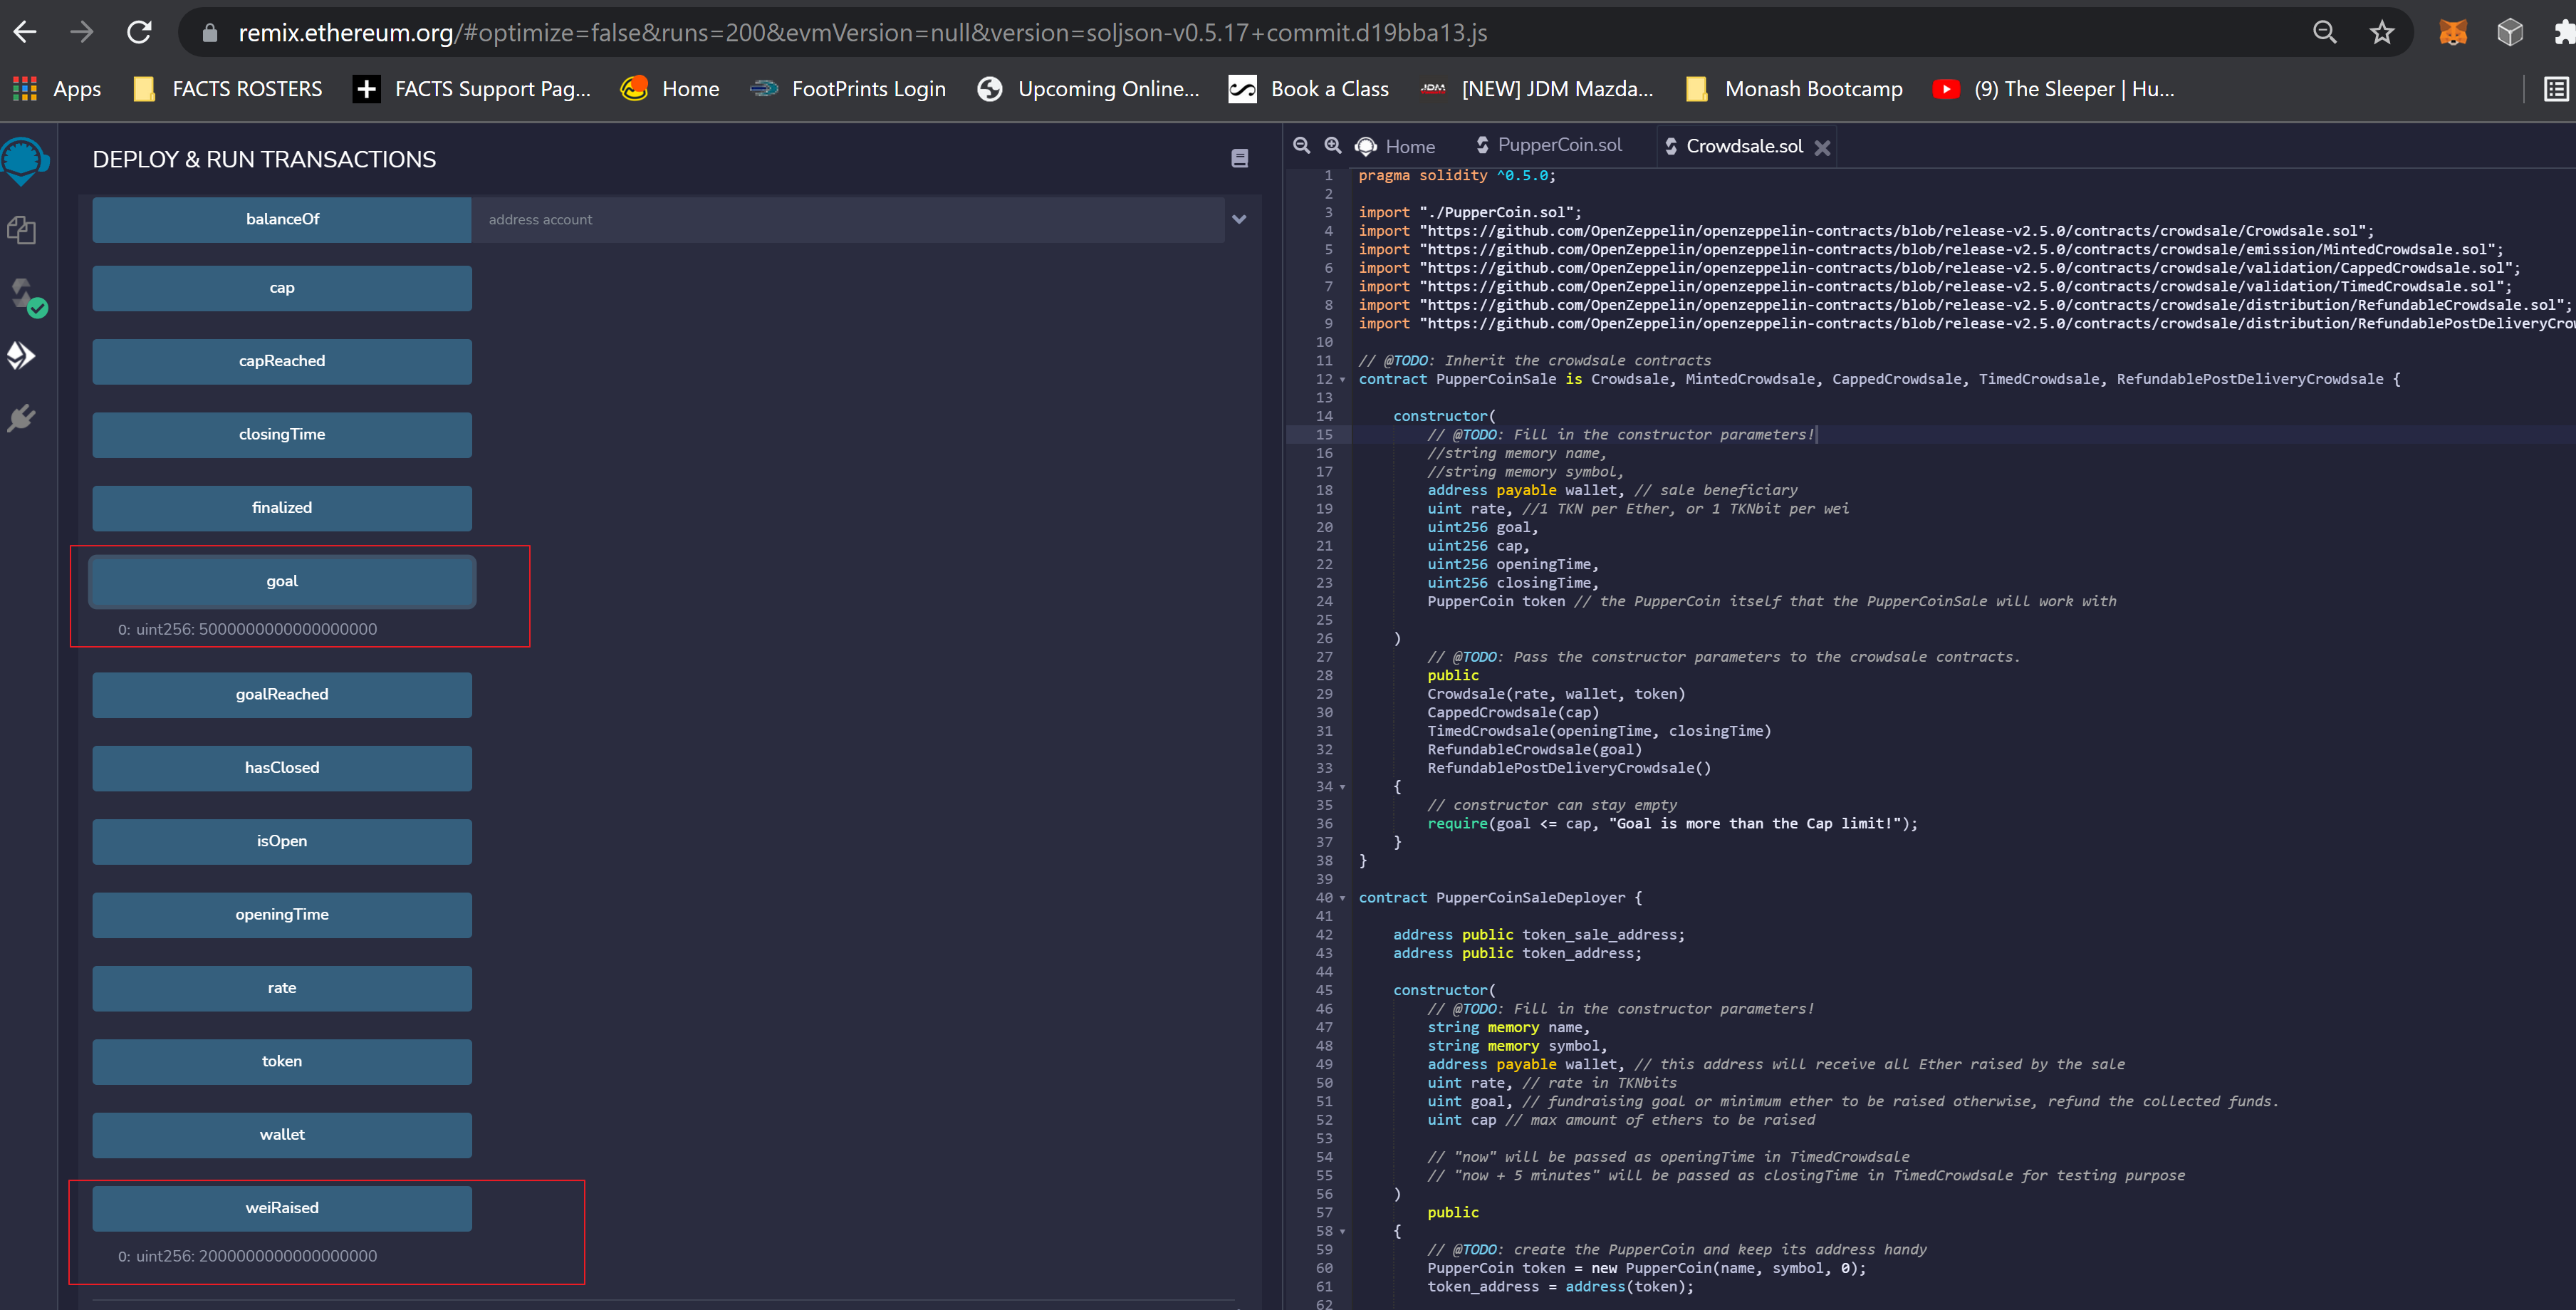 remix.ethereum.org/#optimize=false&runs=200&evmVersion=null&version=soljson-v0.5.17+commit.d19bba13.js
Apps
FACTS ROSTERS
FACTS Support Pag...
Home
FootPrints Login
Upcoming Online...
Book a Class
JDM
[NEW] JDM Mazda...
Monash Bootcamp
(9) The Sleeper | Hu...
DEPLOY & RUN TRANSACTIONS
balanceOf
address account
cap
capReached
closingTime
finalized
goal
0: uint256: 5000000000000000000
goalReached
hasClosed
isOpen
openingTime
rate
token
wallet
weiRaised
0: uint256: 2000000000000000000
Home
PupperCoin.sol
Crowdsale.sol
1 pragma solidity ^0.5.0;
2
3 import "./PupperCoin.sol";
4 import "https://github.com/OpenZeppelin/openzeppelin-contracts/blob/release-v2.5.0/contracts/crowdsale/Crowdsale.sol";
5 import "https://github.com/OpenZeppelin/openzeppelin-contracts/blob/release-v2.5.0/contracts/crowdsale/emission/MintedCrowdsale.sol";
6 import "https://github.com/OpenZeppelin/openzeppelin-contracts/blob/release-v2.5.0/contracts/crowdsale/validation/CappedCrowdsale.sol";
7 import "https://github.com/OpenZeppelin/openzeppelin-contracts/blob/release-v2.5.0/contracts/crowdsale/validation/TimedCrowdsale.sol";
8 import "https://github.com/OpenZeppelin/openzeppelin-contracts/blob/release-v2.5.0/contracts/crowdsale/distribution/RefundableCrowdsale.sol";
9 import "https://github.com/OpenZeppelin/openzeppelin-contracts/blob/release-v2.5.0/contracts/crowdsale/distribution/RefundablePostDeliveryCro
10
11 // @TODO: Inherit the crowdsale contracts
12 contract PupperCoinSale is Crowdsale, MintedCrowdsale, CappedCrowdsale, TimedCrowdsale, RefundablePostDeliveryCrowdsale {
13
14 constructor(
15 // @TODO: Fill in the constructor parameters!
16 //string memory name,
17 //string memory symbol,
18 address payable wallet, // sale beneficiary
19 uint rate, //1 TKN per Ether, or 1 TKNbit per wei
20 uint256 goal,
21 uint256 cap,
22 uint256 openingTime,
23 uint256 closingTime,
24 PupperCoin token // the PupperCoin itself that the PupperCoinSale will work with
25
26 )
27 // @TODO: Pass the constructor parameters to the crowdsale contracts.
28 public
29 Crowdsale(rate, wallet, token)
30 CappedCrowdsale(cap)
31 TimedCrowdsale(openingTime, closingTime)
32 RefundableCrowdsale(goal)
33 RefundablePostDeliveryCrowdsale()
34 {
35 // constructor can stay empty
36 require(goal <= cap, "Goal is more than the Cap limit!");
37 }
38 }
39
40 contract PupperCoinSaleDeployer {
41
42 address public token_sale_address;
43 address public token_address;
44
45 constructor(
46 // @TODO: Fill in the constructor parameters!
47 string memory name,
48 string memory symbol,
49 address payable wallet, // this address will receive all Ether raised by the sale
50 uint rate, // rate in TKNbits
51 uint goal, // fundraising goal or minimum ether to be raised otherwise, refund the collected funds.
52 uint cap // max amount of ethers to be raised
53
54 // "now" will be passed as openingTime in TimedCrowdsale
55 // "now + 5 minutes" will be passed as closingTime in TimedCrowdsale for testing purpose
56 )
57 public
58 {
59 // @TODO: create the PupperCoin and keep its address handy
60 PupperCoin token = new PupperCoin(name, symbol, 0);
61 token_address = address(token);
62